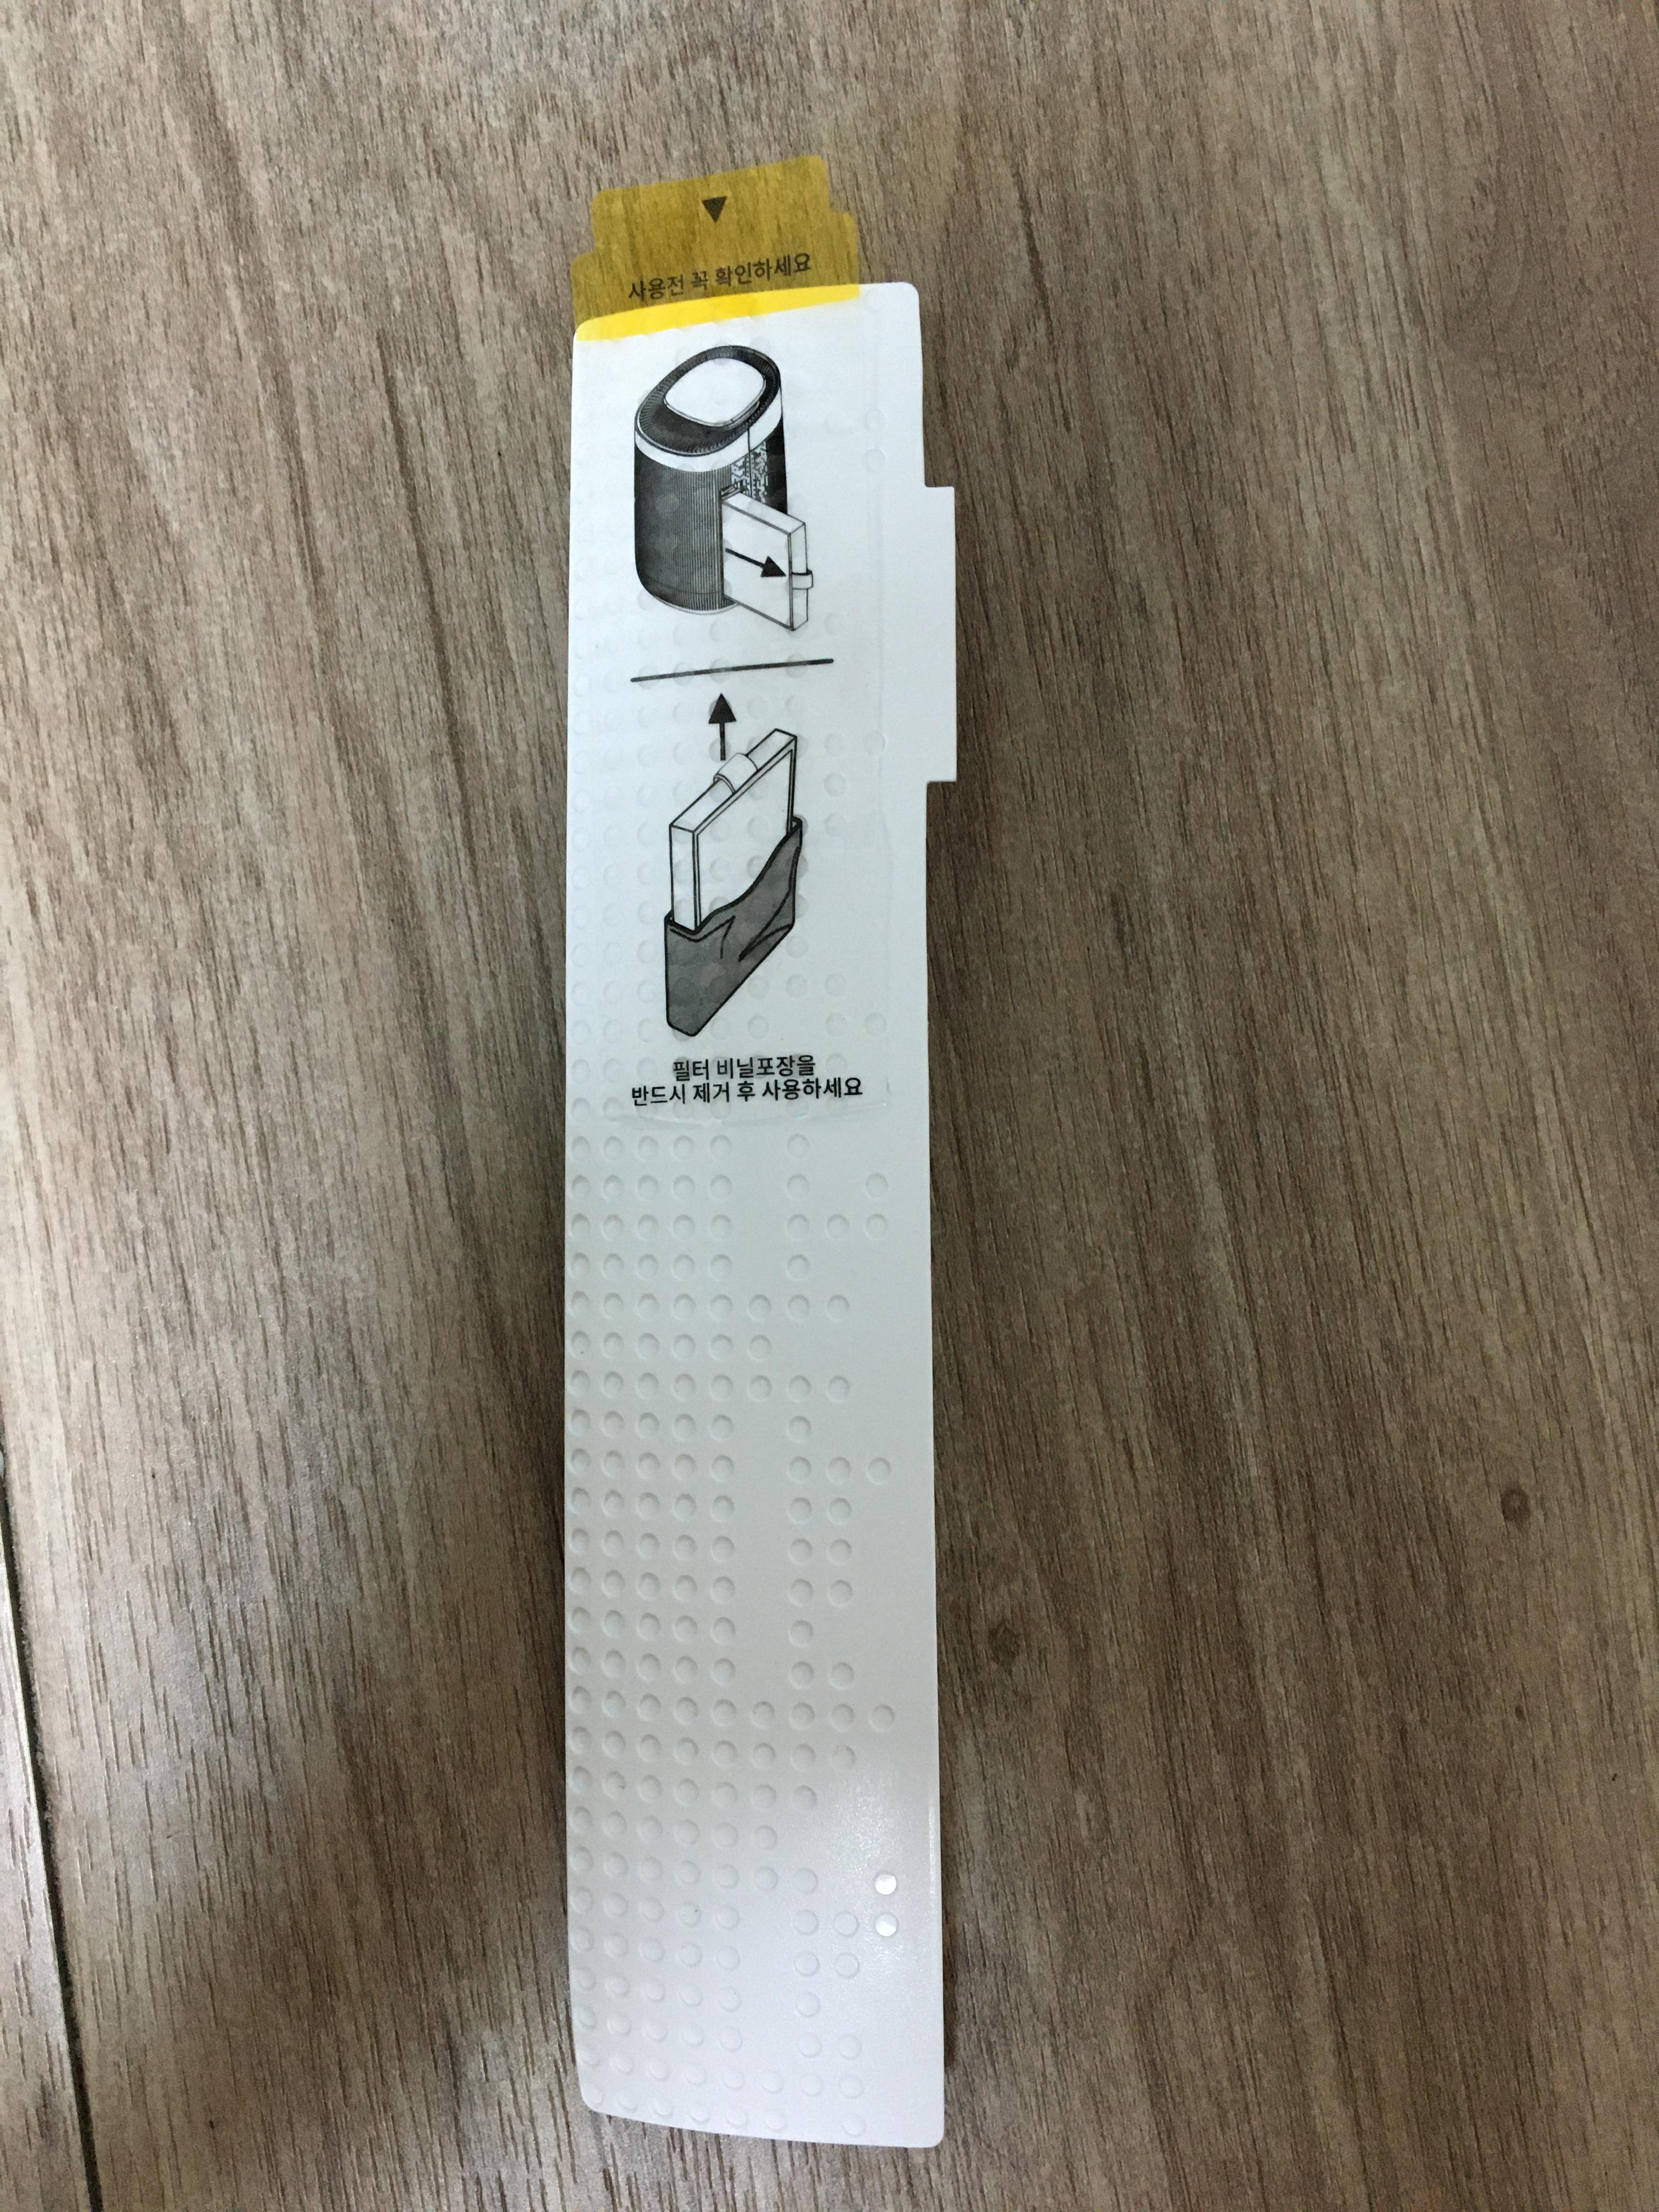 사용전 꼭 확인하세요
필터 비닐포장을
반드시 제거 후 사용하세요